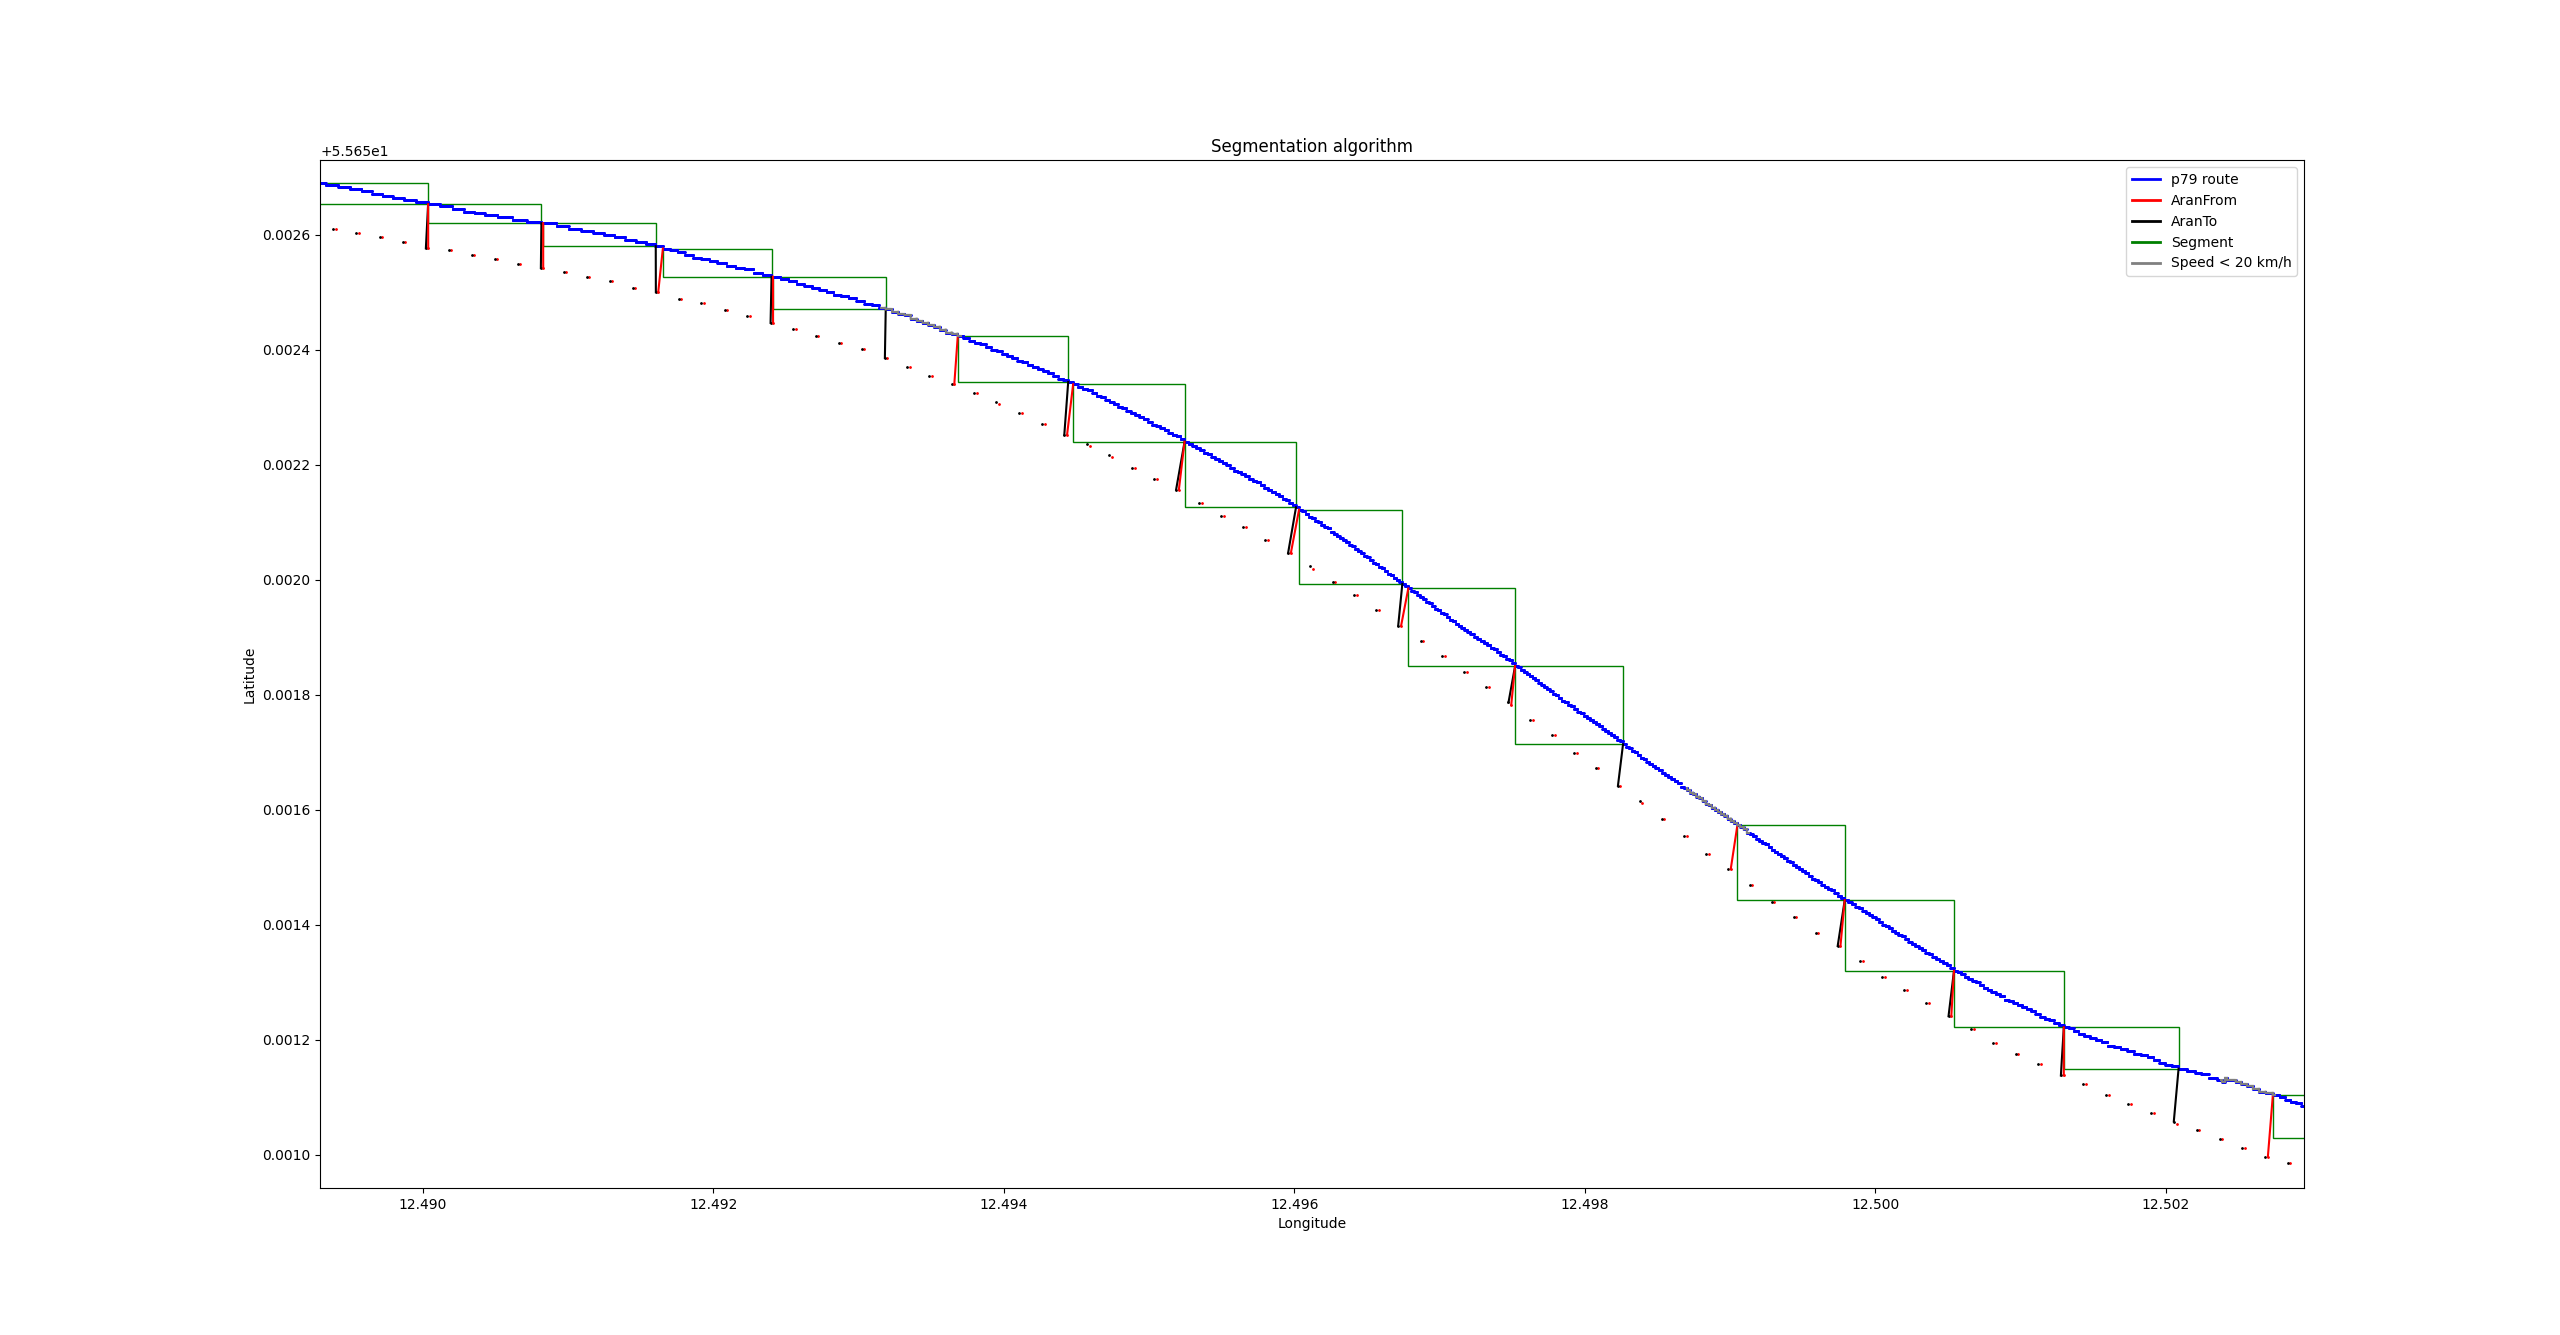 Segmentation algorithm
+5.565e1
p79 route
AranFrom
AranTo
Segment
Speed < 20 km/h
0.0026
0.0024
0.0022
0.0020
0.0018
0.0016
0.0014
0.0012
0.0010
Latitude
12.490 12.492 12.494 12.496 12.498 12.500 12.502
Longitude